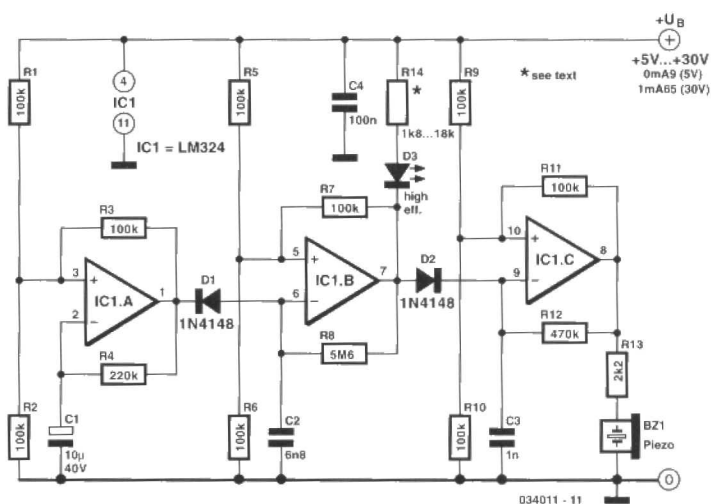 +U_B
+
+5V...+30V
0mA9 (5V)
1mA65 (30V)
* see text
R1
100k
4
IC1
11
IC1 = LM324
R5
100k
C4
100n
R14
*
1k8...18k
R9
100k
D3
high
eff.
R3
100k
R7
100k
R11
100k
3
+
IC1.A
1
2
−
D1
1N4148
5
+
IC1.B
7
6
−
D2
1N4148
10
+
IC1.C
8
9
−
R4
220k
R8
5M6
R12
470k
R13
2k2
R2
100k
C1
10µ
40V
R6
100k
C2
6n8
R10
100k
C3
1n
BZ1
Piezo
0
034011 - 11